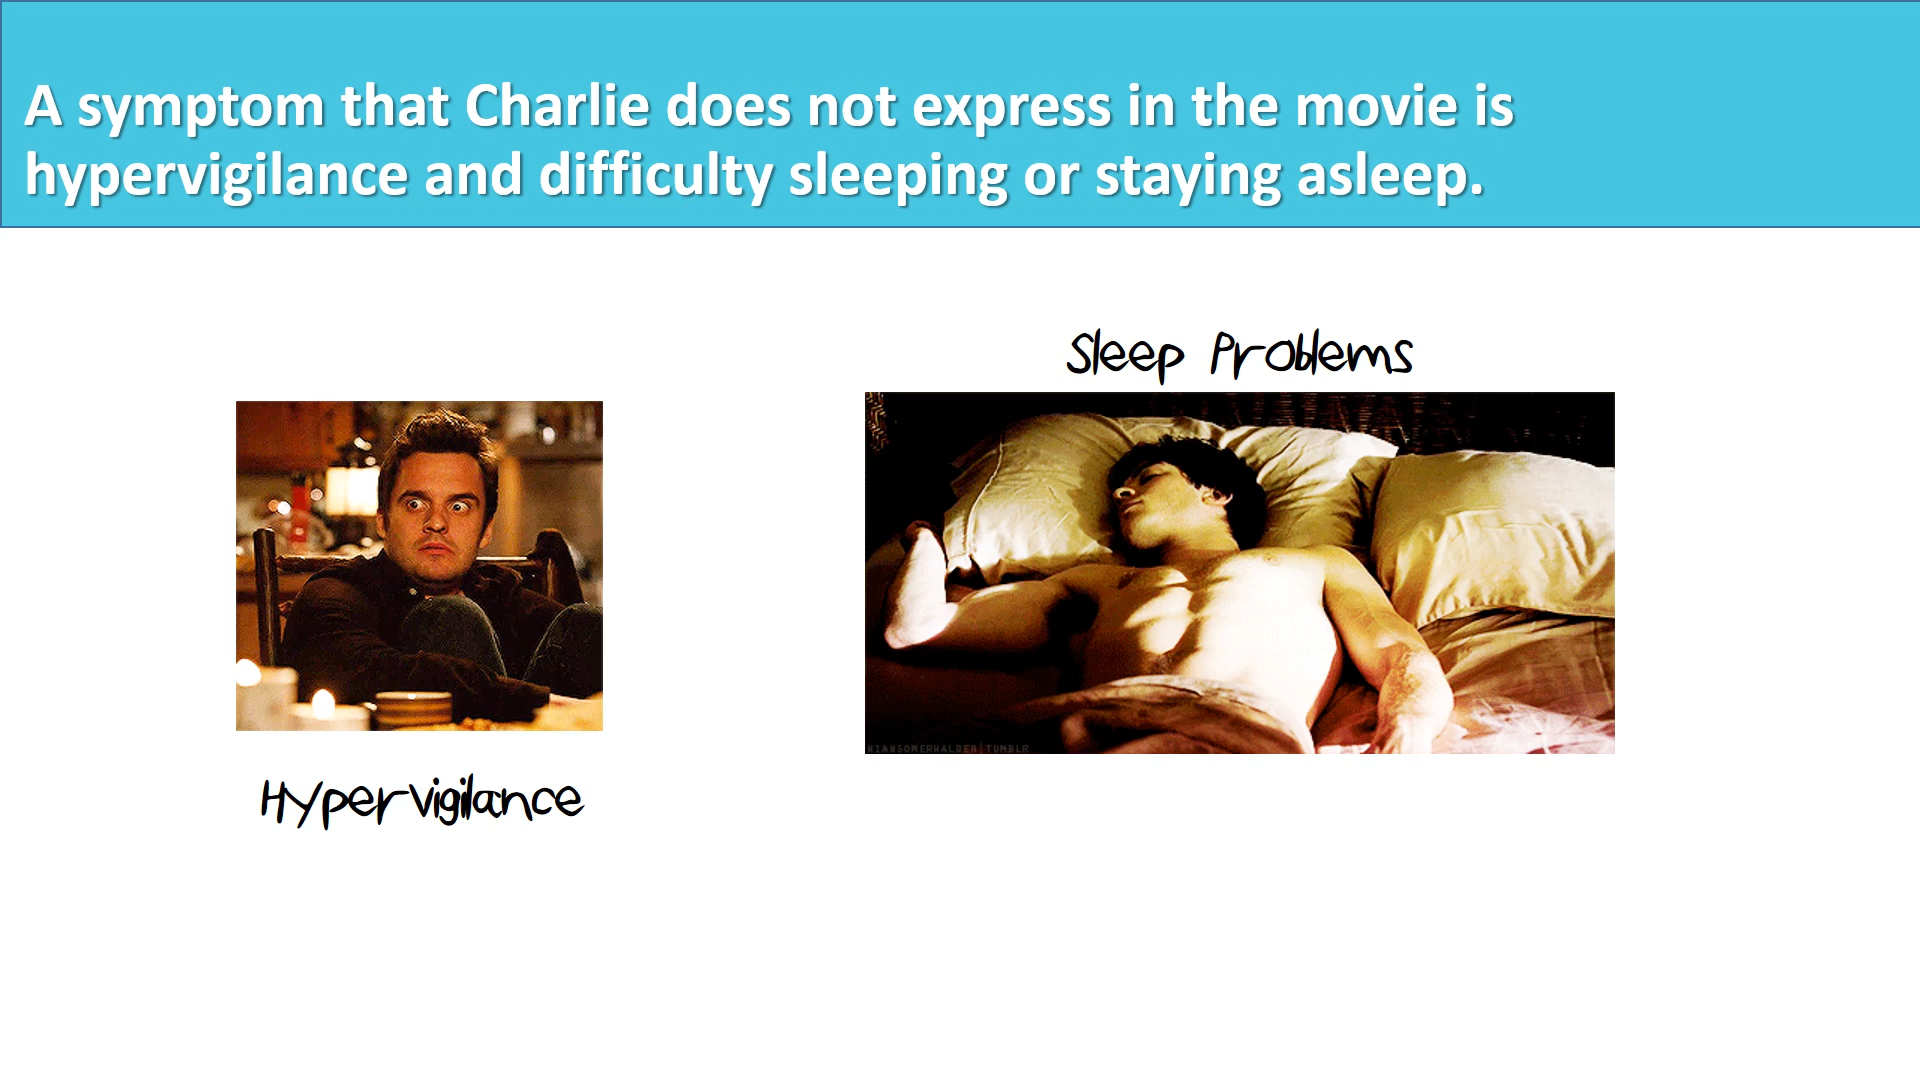 A symptom that Charlie does not express in the movie is
hypervigilance and difficulty sleeping or staying asleep.
Sleep Problems
Hypervigilance